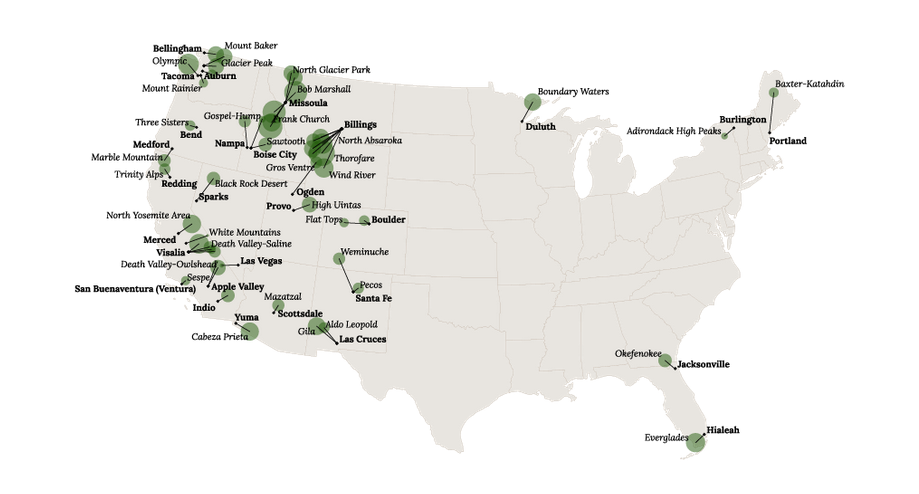 Mount Baker
Bellingham
Olympic
Glacier Peak
Tacoma
Auburn
North Glacier Park
Mount Rainier
Bob Marshall
Missoula
Gospel-Hump
Frank Church
Three Sisters
Bend
Billings
Medford
Nampa
Sawtooth
North Absaroka
Boise City
Marble Mountain
Thorofare
Gros Ventre
Trinity Alps
Wind River
Redding
Black Rock Desert
Ogden
Sparks
Provo
High Uintas
North Yosemite Area
Flat Tops
Boulder
White Mountains
Merced
Death Valley-Saline
Visalia
Weminuche
Death Valley-Owlshead
Las Vegas
Sespe
Pecos
San Buenaventura (Ventura)
Apple Valley
Santa Fe
Mazatzal
Indio
Scottsdale
Yuma
Aldo Leopold
Gila
Cabeza Prieta
Las Cruces
Boundary Waters
Duluth
Baxter-Katahdin
Burlington
Adirondack High Peaks
Portland
Okefenokee
Jacksonville
Hialeah
Everglades